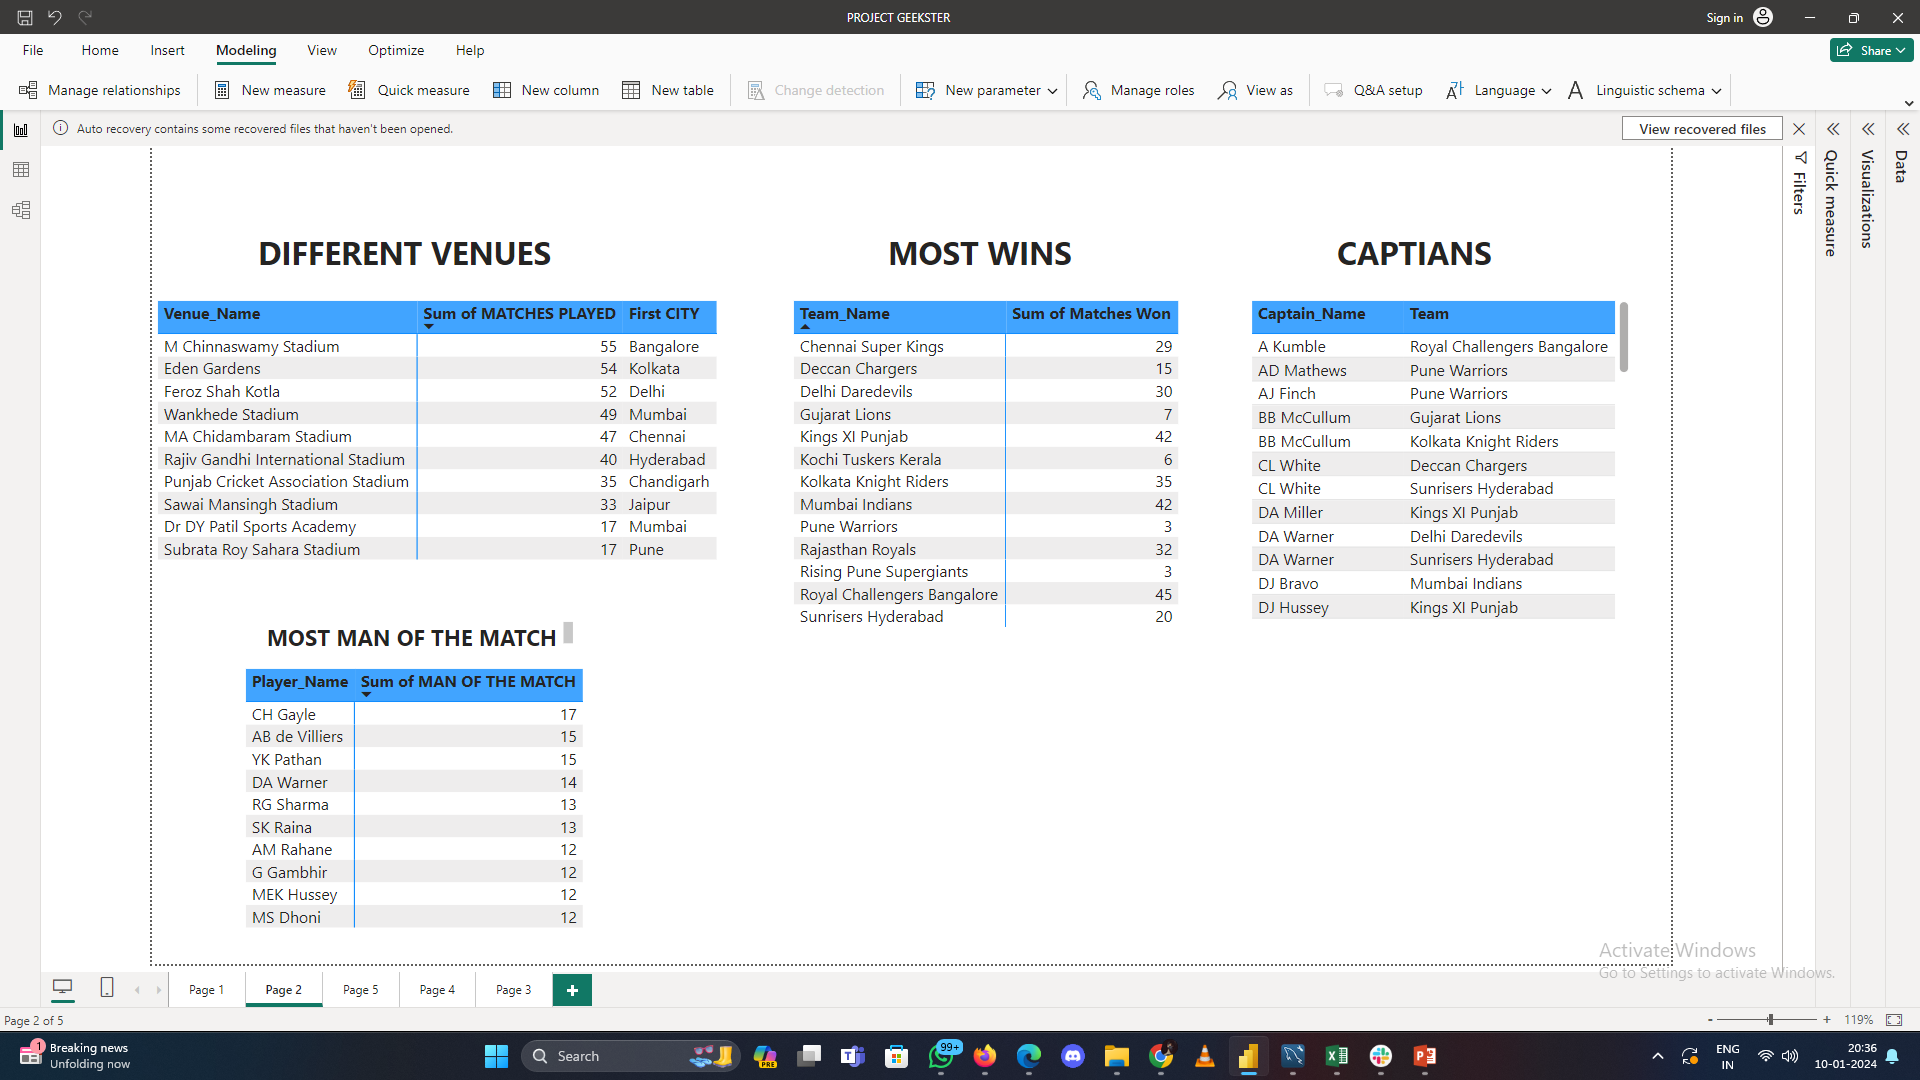 PROJECT GEEKSTER
Sign in
File Home Insert Modeling View Optimize Help
Share
Manage relationships New measure Quick measure New column New table Change detection New parameter Manage roles View as Q&A setup Language Linguistic schema
Auto recovery contains some recovered files that haven't been opened.
View recovered files
Filters
Quick measure
Visualizations
Data
DIFFERENT VENUES
Venue_Name Sum of MATCHES PLAYED First CITY
M Chinnaswamy Stadium 55 Bangalore
Eden Gardens 54 Kolkata
Feroz Shah Kotla 52 Delhi
Wankhede Stadium 49 Mumbai
MA Chidambaram Stadium 47 Chennai
Rajiv Gandhi International Stadium 40 Hyderabad
Punjab Cricket Association Stadium 35 Chandigarh
Sawai Mansingh Stadium 33 Jaipur
Dr DY Patil Sports Academy 17 Mumbai
Subrata Roy Sahara Stadium 17 Pune
MOST WINS
Team_Name Sum of Matches Won
Chennai Super Kings 29
Deccan Chargers 15
Delhi Daredevils 30
Gujarat Lions 7
Kings XI Punjab 42
Kochi Tuskers Kerala 6
Kolkata Knight Riders 35
Mumbai Indians 42
Pune Warriors 3
Rajasthan Royals 32
Rising Pune Supergiants 3
Royal Challengers Bangalore 45
Sunrisers Hyderabad 20
CAPTIANS
Captain_Name Team
A Kumble Royal Challengers Bangalore
AD Mathews Pune Warriors
AJ Finch Pune Warriors
BB McCullum Gujarat Lions
BB McCullum Kolkata Knight Riders
CL White Deccan Chargers
CL White Sunrisers Hyderabad
DA Miller Kings XI Punjab
DA Warner Delhi Daredevils
DA Warner Sunrisers Hyderabad
DJ Bravo Mumbai Indians
DJ Hussey Kings XI Punjab
MOST MAN OF THE MATCH
Player_Name Sum of MAN OF THE MATCH
CH Gayle 17
AB de Villiers 15
YK Pathan 15
DA Warner 14
RG Sharma 13
SK Raina 13
AM Rahane 12
G Gambhir 12
MEK Hussey 12
MS Dhoni 12
Activate Windows
Go to Settings to activate Windows.
Page 1 Page 2 Page 5 Page 4 Page 3 +
Page 2 of 5
- + 119%
1
Breaking news
Unfolding now
Search
PRE
99+
ENG
IN
20:36
10-01-2024